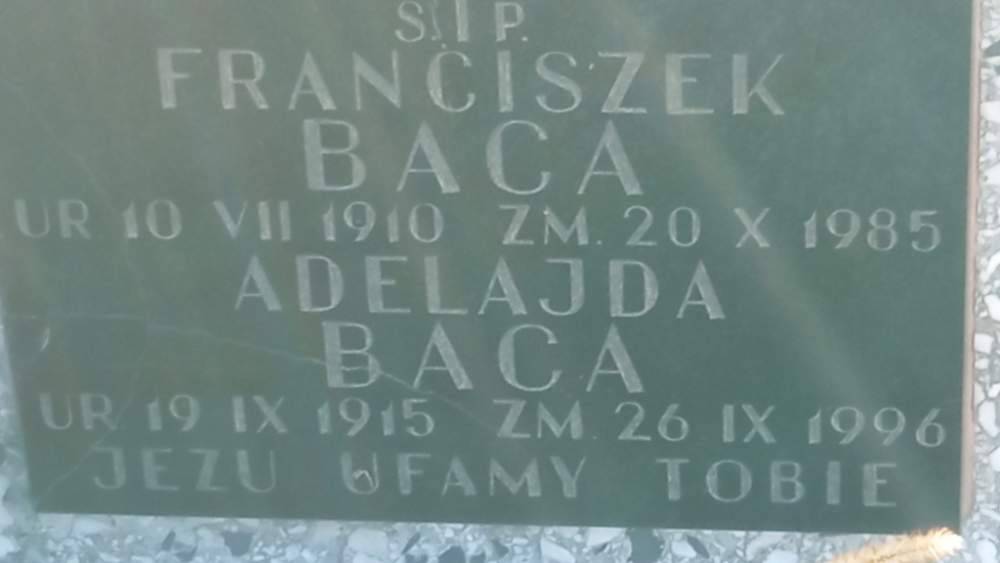 Ś.†P.
FRANCISZEK
BACA
UR 10 VII 1910 ZM. 20 X 1985
ADELAJDA
BACA
UR 19 IX 1915 ZM. 26 IX 1996
JEZU UFAMY TOBIE